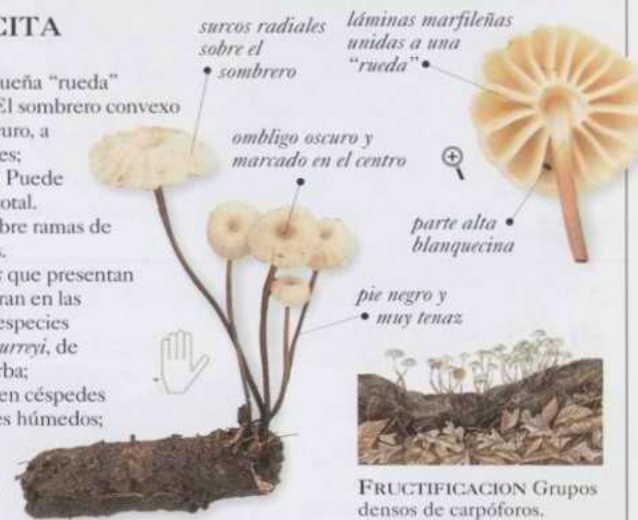 CITA
ueña "rueda"
El sombrero convexo
curo, a
es;
Puede
otal.
bre ramas de
s.
que presentan
ran en las
especies
urreyi, de
rba;
en céspedes
es húmedos;
surcos radiales
sobre el
sombrero
láminas marfileñas
unidas a una
"rueda"
ombligo oscuro y
marcado en el centro
parte alta
blanquecina
pie negro y
muy tenaz
FRUCTIFICACION Grupos
densos de carpóforos.